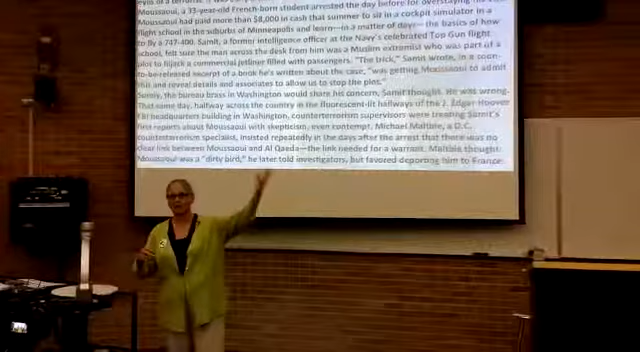 Moussaoui, a 33-year-old French-born student arrested the day before for overstaying his
Moussaoui had paid more than $8,000 in cash that summer to sit in a cockpit simulator in a
flight school in the suburbs of Minneapolis and learn—in a matter of days—the basics of how
to fly a 747-400. Samit, a former intelligence officer at the Navy's celebrated Top Gun flight
school, felt sure the man across the desk from him was a Muslim extremist who was part of a
plot to hijack a commercial jetliner filled with passengers. "The trick," Samit wrote, in a soon-
to-be-released excerpt of a book he's written about the case, "was getting Moussaoui to admit
and reveal details and associates to allow us to stop the plot."
Surely, the bureau brass in Washington would share his concern, Samit thought. He was wrong.
That same day, halfway across the country in the fluorescent-lit hallways of the J. Edgar Hoover
FBI headquarters building in Washington, counterterrorism supervisors were treating Samit's
first reports about Moussaoui with skepticism, even contempt. Michael Maltbie, a D.C.
counterterrorism specialist, insisted repeatedly in the days after the arrest that there was no
clear link between Moussaoui and Al Qaeda—the link needed for a warrant. Maltbie thought
Moussaoui was a "dirty bird," he later told investigators, but favored deporting him to France.